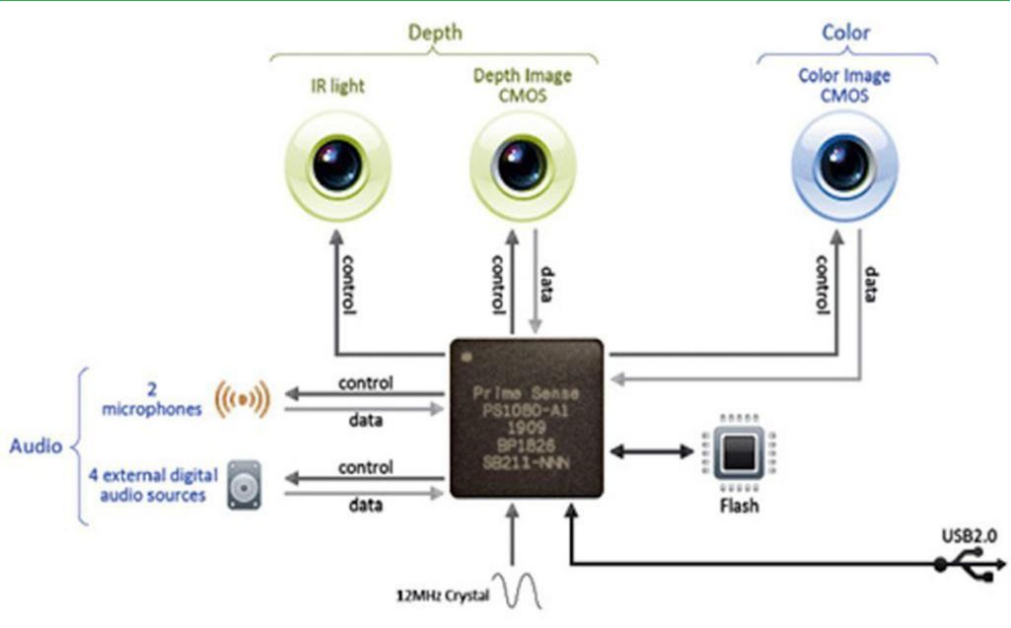 Depth
Color
IR light
Depth Image
CMOS
Color Image
CMOS
control
control
data
control
data
Audio
2
microphones
control
data
4 external digital
audio sources
control
data
Prime Sense
PS1080-A1
1909
BP1826
SB211-NNN
Flash
USB2.0
12MHz Crystal